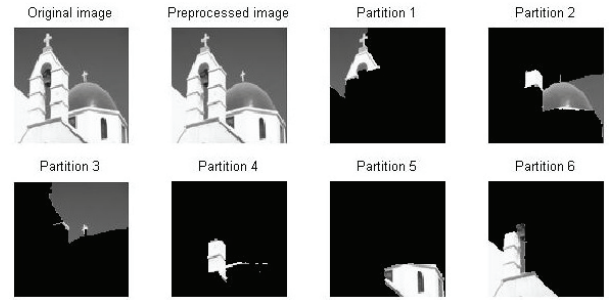 Original image
Preprocessed image
Partition 1
Partition 2
Partition 3
Partition 4
Partition 5
Partition 6